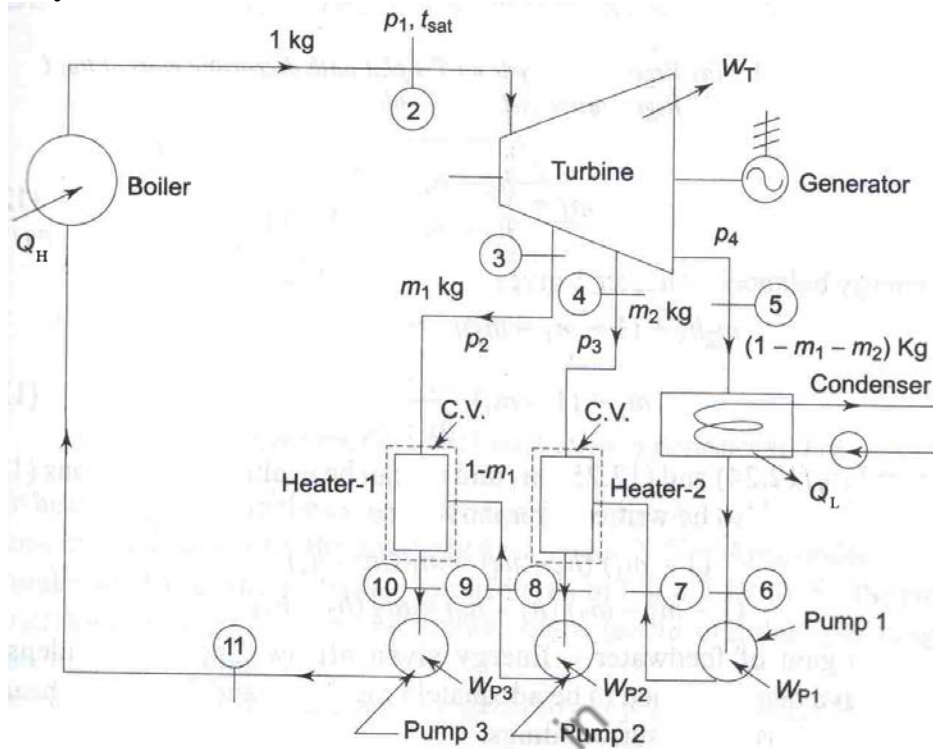 p1, tsat
1 kg
WT
2
Boiler
Turbine
Generator
QH
3
p4
4
5
m1 kg
m2 kg
p2
p3
(1 – m1 – m2) Kg
Condenser
C.V.
C.V.
1-m1
Heater-1
Heater-2
QL
10
9
8
7
6
Pump 1
11
WP3
WP2
WP1
Pump 3
Pump 2